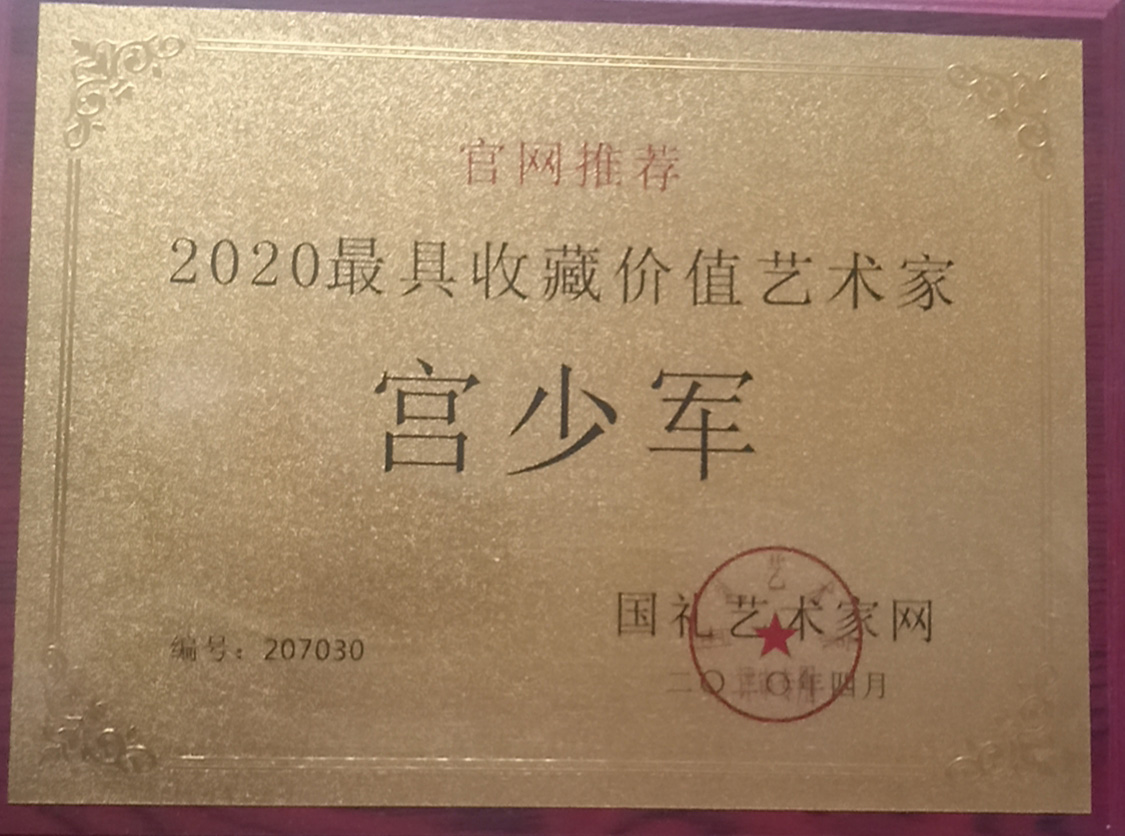 官网推荐
2020最具收藏价值艺术家
宫少军
国礼艺术家网
编号：207030
二〇二〇年四月
艺